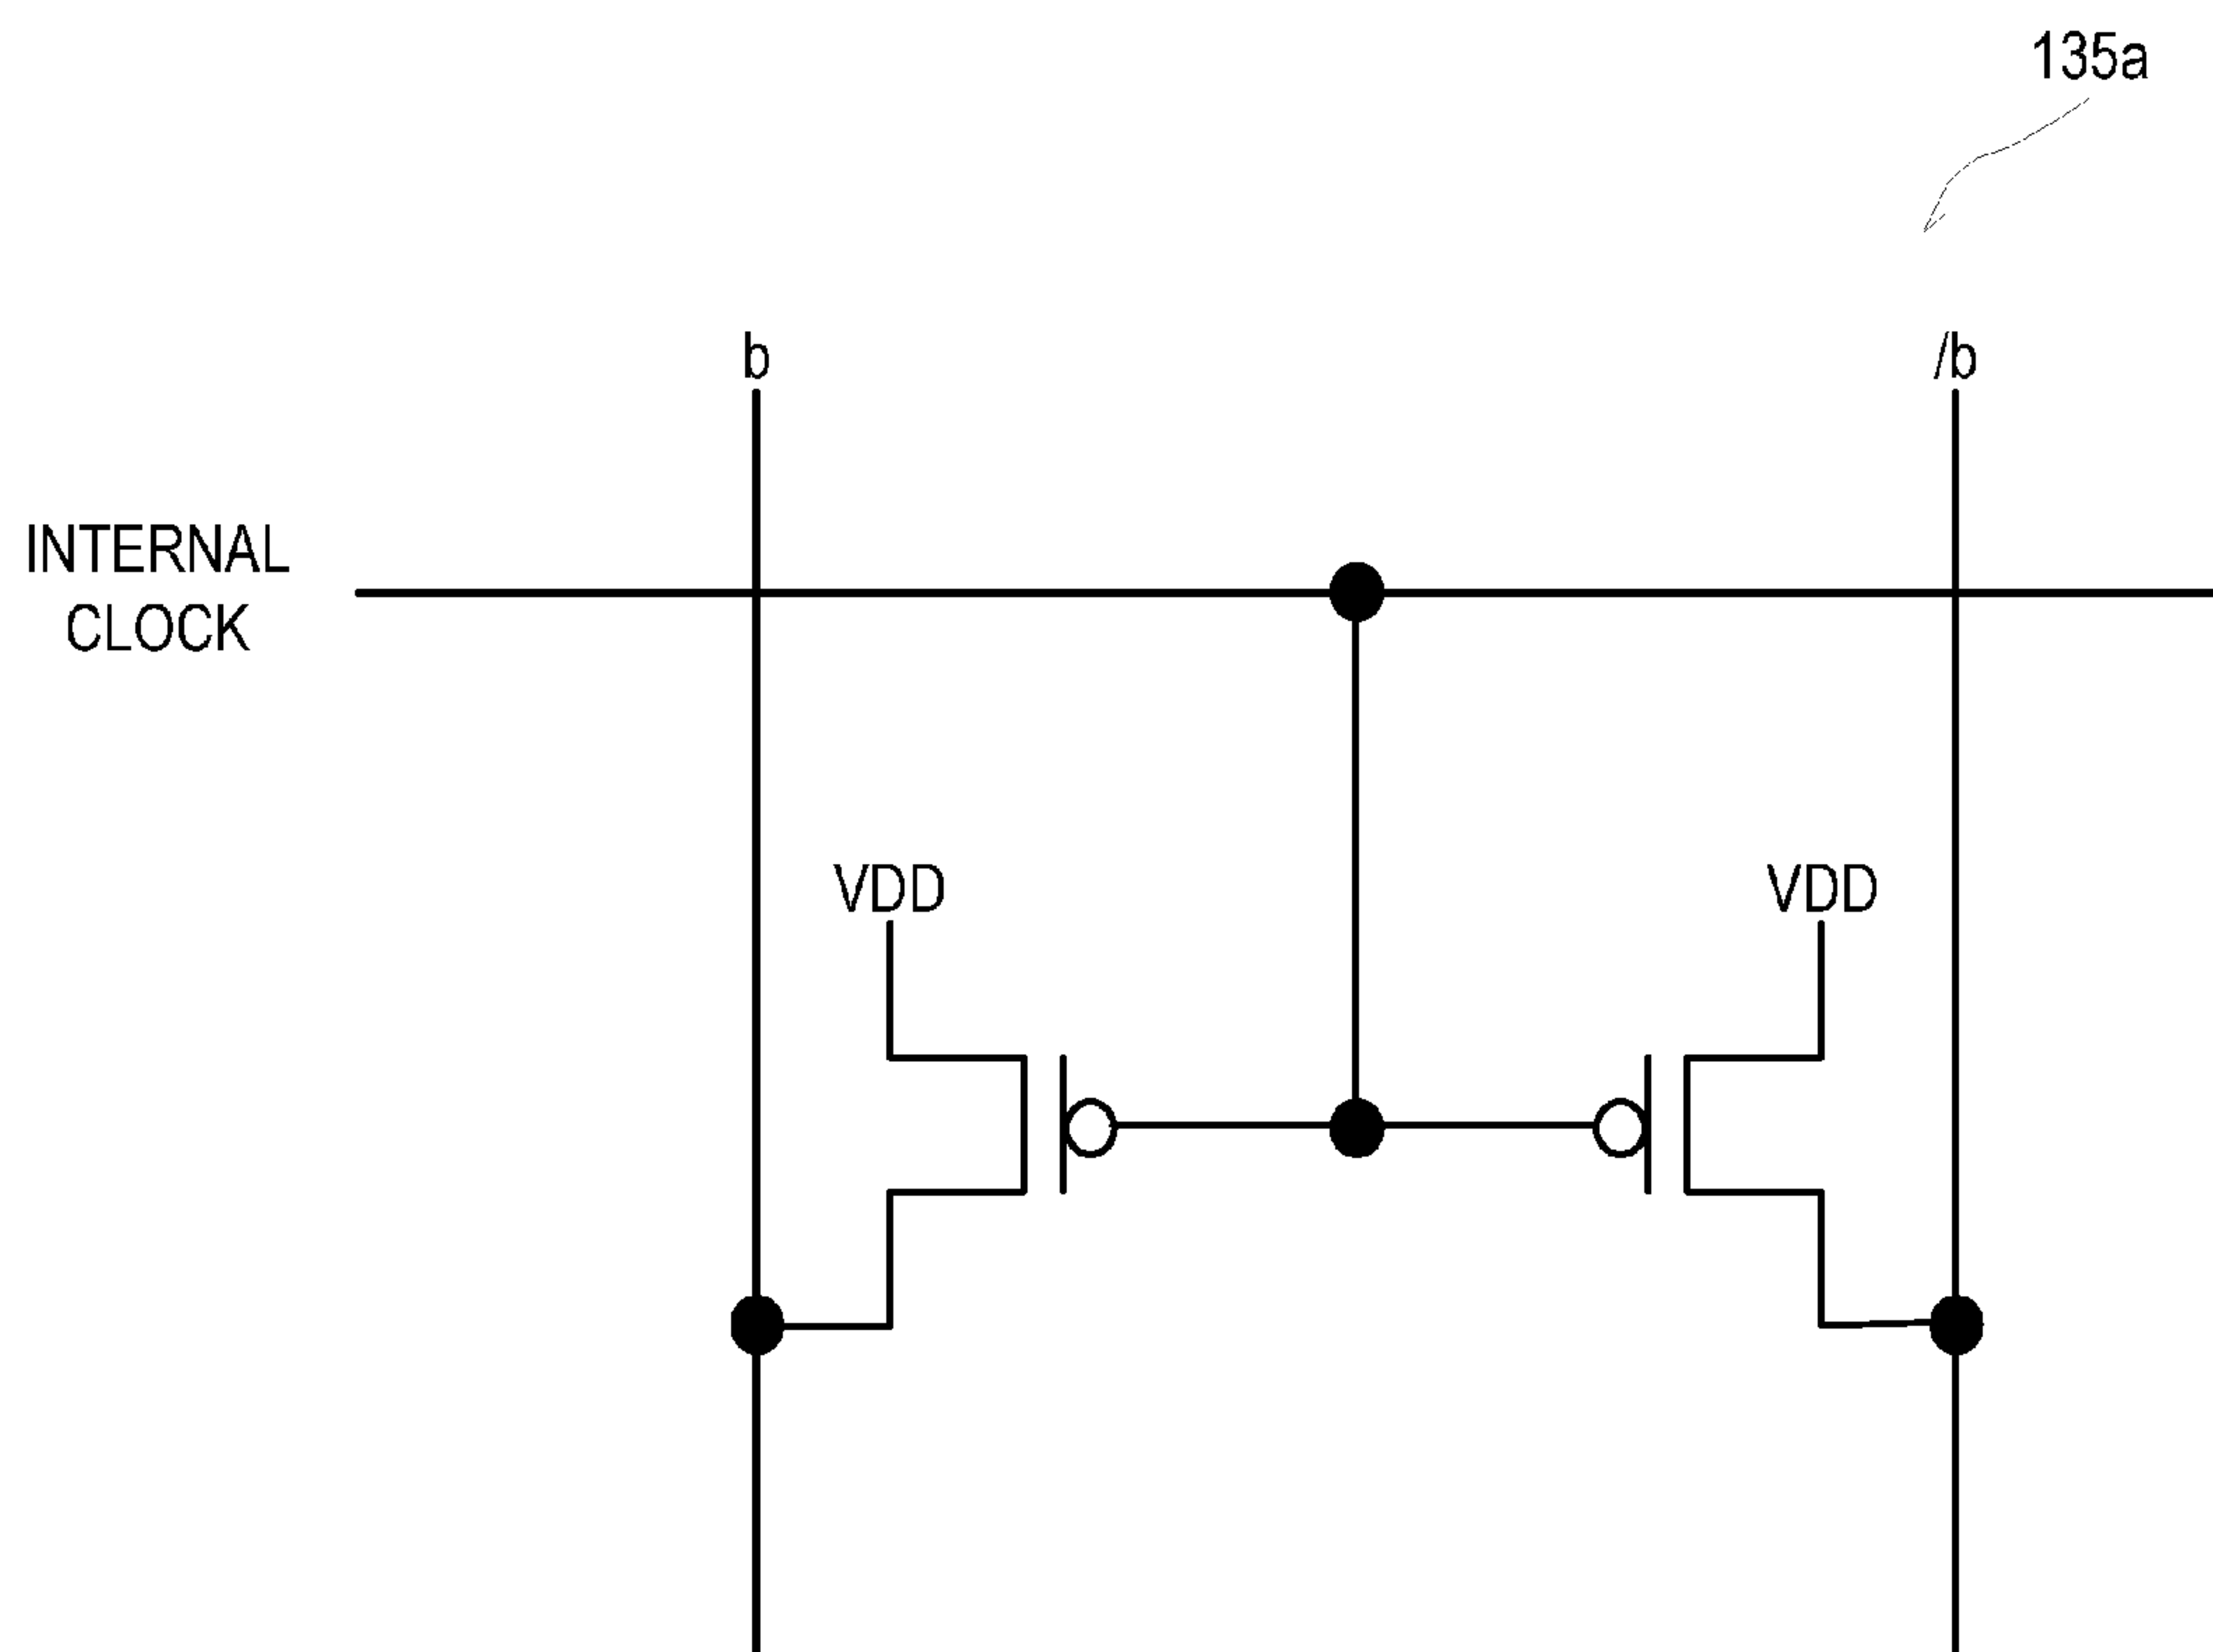 135a
b
/b
INTERNAL
CLOCK
VDD
VDD